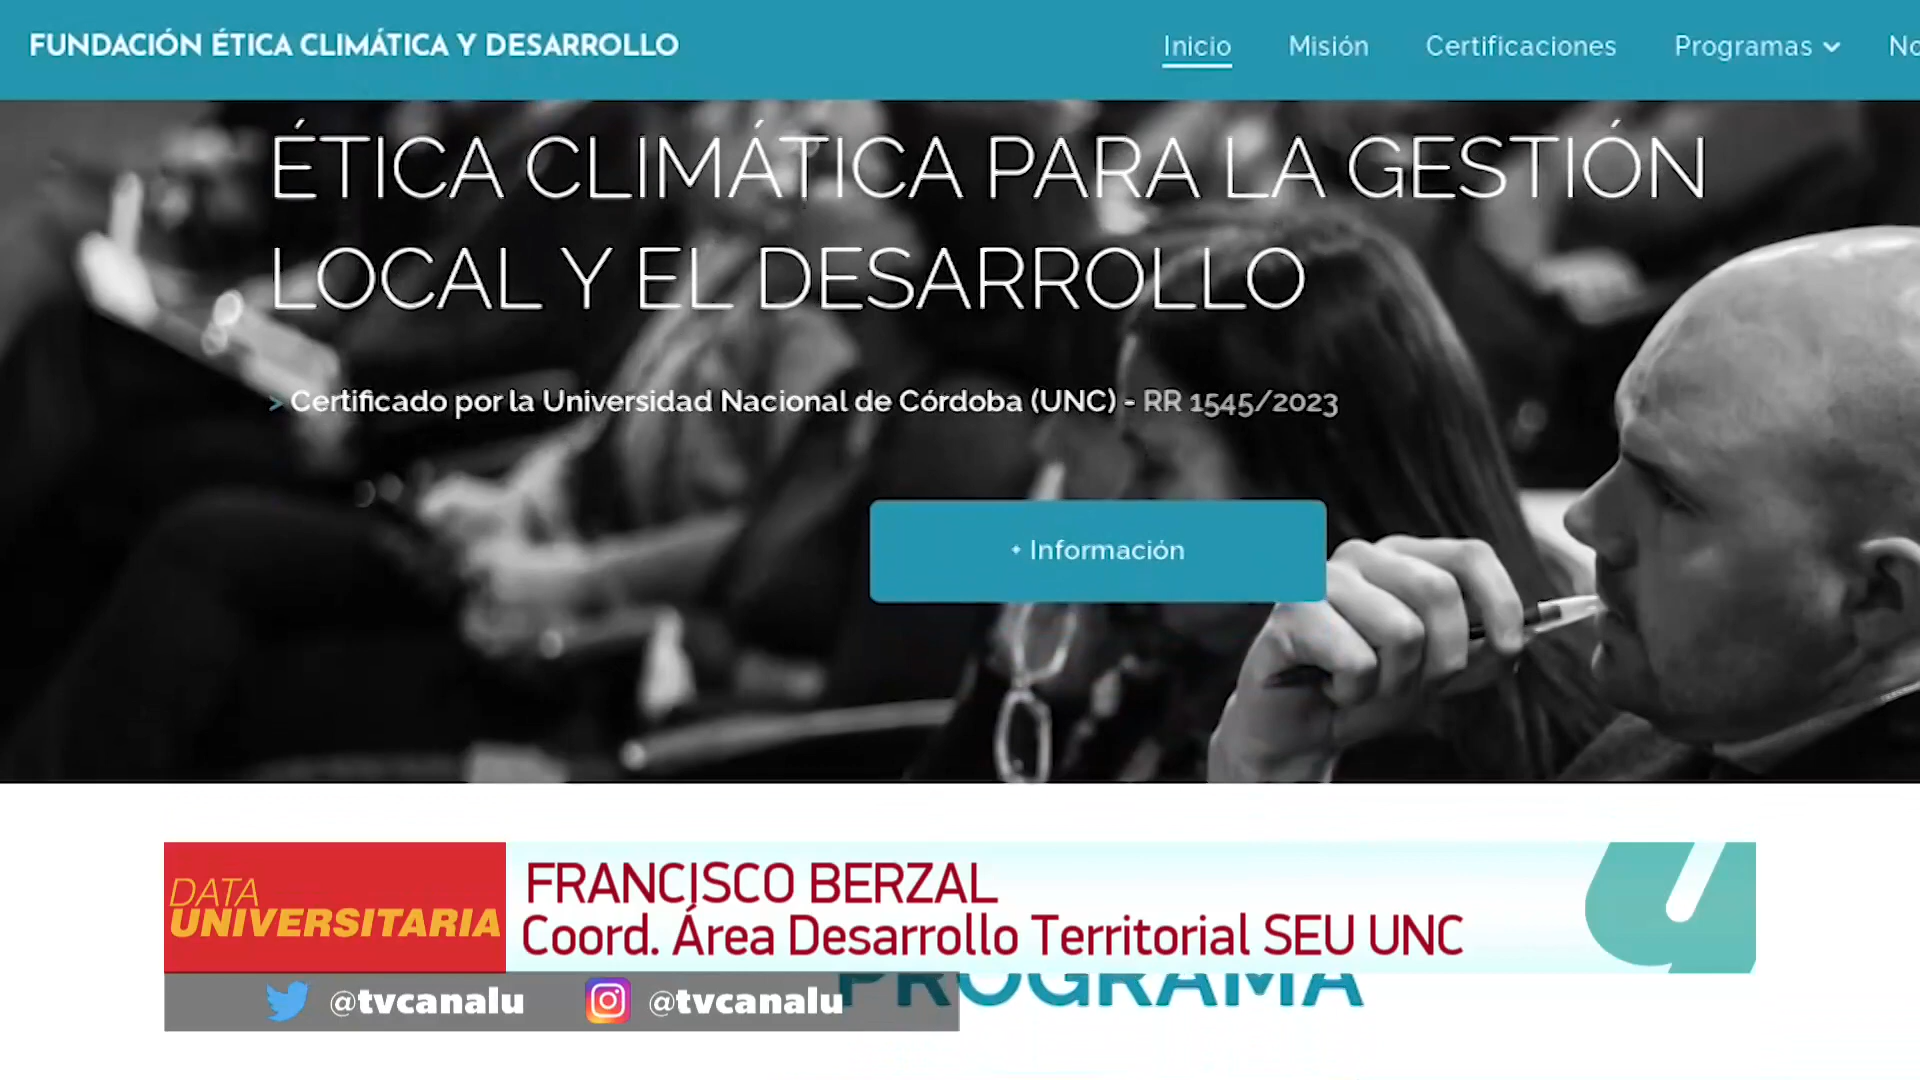 FUNDACIÓN ÉTICA CLIMÁTICA Y DESARROLLO
Inicio Misión Certificaciones Programas
ÉTICA CLIMÁTICA PARA LA GESTIÓN
LOCAL Y EL DESARROLLO
> Certificado por la Universidad Nacional de Córdoba (UNC) - RR 1545/2023
+ Información
DATA
UNIVERSITARIA
FRANCISCO BERZAL
Coord. Área Desarrollo Territorial SEU UNC
PROGRAMA
@tvcanalu @tvcanalu